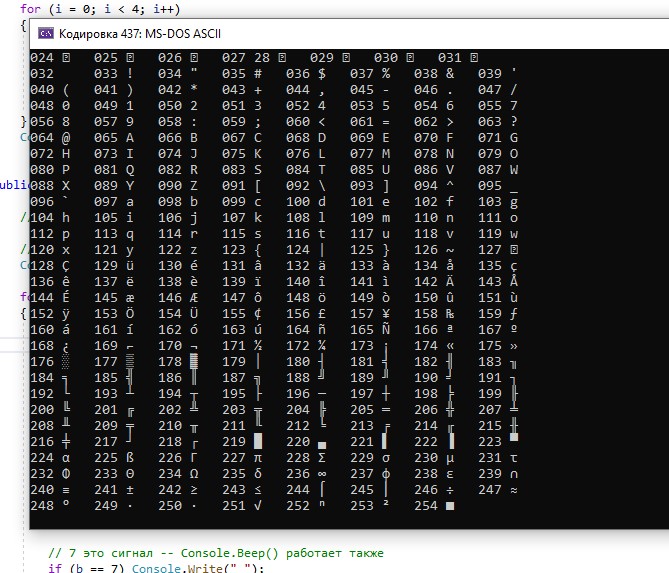 for (i = 0; i < 4; i++)
{
Кодировка 437: MS-DOS ASCII
024 ⍰ 025 ⍰ 026 ⍰ 027 28 ⍰ 029 ⍰ 030 ⍰ 031 ⍰
032   033 ! 034 " 035 # 036 $ 037 % 038 & 039 '
040 ( 041 ) 042 * 043 + 044 , 045 - 046 . 047 /
048 0 049 1 050 2 051 3 052 4 053 5 054 6 055 7
} 056 8 057 9 058 : 059 ; 060 < 061 = 062 > 063 ?
C 064 @ 065 A 066 B 067 C 068 D 069 E 070 F 071 G
072 H 073 I 074 J 075 K 076 L 077 M 078 N 079 O
080 P 081 Q 082 R 083 S 084 T 085 U 086 V 087 W
ublic 088 X 089 Y 090 Z 091 [ 092 \ 093 ] 094 ^ 095 _
096 ` 097 a 098 b 099 c 100 d 101 e 102 f 103 g
// 104 h 105 i 106 j 107 k 108 l 109 m 110 n 111 o
112 p 113 q 114 r 115 s 116 t 117 u 118 v 119 w
// 120 x 121 y 122 z 123 { 124 | 125 } 126 ~ 127 ⍰
C 128 Ç 129 ü 130 é 131 â 132 ä 133 à 134 å 135 ç
136 ê 137 ë 138 è 139 ï 140 î 141 ì 142 Ä 143 Å
fo 144 É 145 æ 146 Æ 147 ô 148 ö 149 ò 150 û 151 ù
{ 152 ÿ 153 Ö 154 Ü 155 ¢ 156 £ 157 ¥ 158 ₧ 159 ƒ
160 á 161 í 162 ó 163 ú 164 ñ 165 Ñ 166 ª 167 º
168 ¿ 169 ⌐ 170 ¬ 171 ½ 172 ¼ 173 ¡ 174 « 175 »
176 ░ 177 ▒ 178 ▓ 179 │ 180 ┤ 181 ╡ 182 ╢ 183 ╖
184 ╕ 185 ╣ 186 ║ 187 ╗ 188 ╝ 189 ╜ 190 ╛ 191 ┐
192 └ 193 ┴ 194 ┬ 195 ├ 196 ─ 197 ┼ 198 ╞ 199 ╟
200 ╚ 201 ╔ 202 ╩ 203 ╦ 204 ╠ 205 ═ 206 ╬ 207 ╧
208 ╨ 209 ╤ 210 ╥ 211 ╙ 212 ╘ 213 ╒ 214 ╓ 215 ╫
216 ╪ 217 ┘ 218 ┌ 219 █ 220 ▄ 221 ▌ 222 ▐ 223 ▀
224 α 225 ß 226 Γ 227 π 228 Σ 229 σ 230 µ 231 τ
232 Φ 233 Θ 234 Ω 235 δ 236 ∞ 237 φ 238 ε 239 ∩
240 ≡ 241 ± 242 ≥ 243 ≤ 244 ⌠ 245 ⌡ 246 ÷ 247 ≈
248 ° 249 ∙ 250 · 251 √ 252 ⁿ 253 ² 254 ■
// 7 это сигнал -- Console.Beep() работает также
if (b == 7) Console.Write(" ");